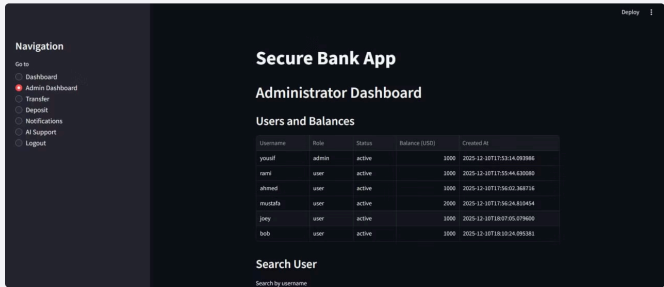 Deploy
Navigation
Go to
Dashboard
Admin Dashboard
Transfer
Deposit
Notifications
AI Support
Logout
Secure Bank App
Administrator Dashboard
Users and Balances
Username Role Status Balance (USD) Created At
yousif admin active 1000 2025-12-10T17:53:14.093986
rami user active 1000 2025-12-10T17:55:44.630080
ahmed user active 1000 2025-12-10T17:56:02.368716
mustafa user active 2000 2025-12-10T17:56:24.810454
joey user active 1000 2025-12-10T18:07:05.079600
bob user active 1000 2025-12-10T18:10:24.095381
Search User
Search by username